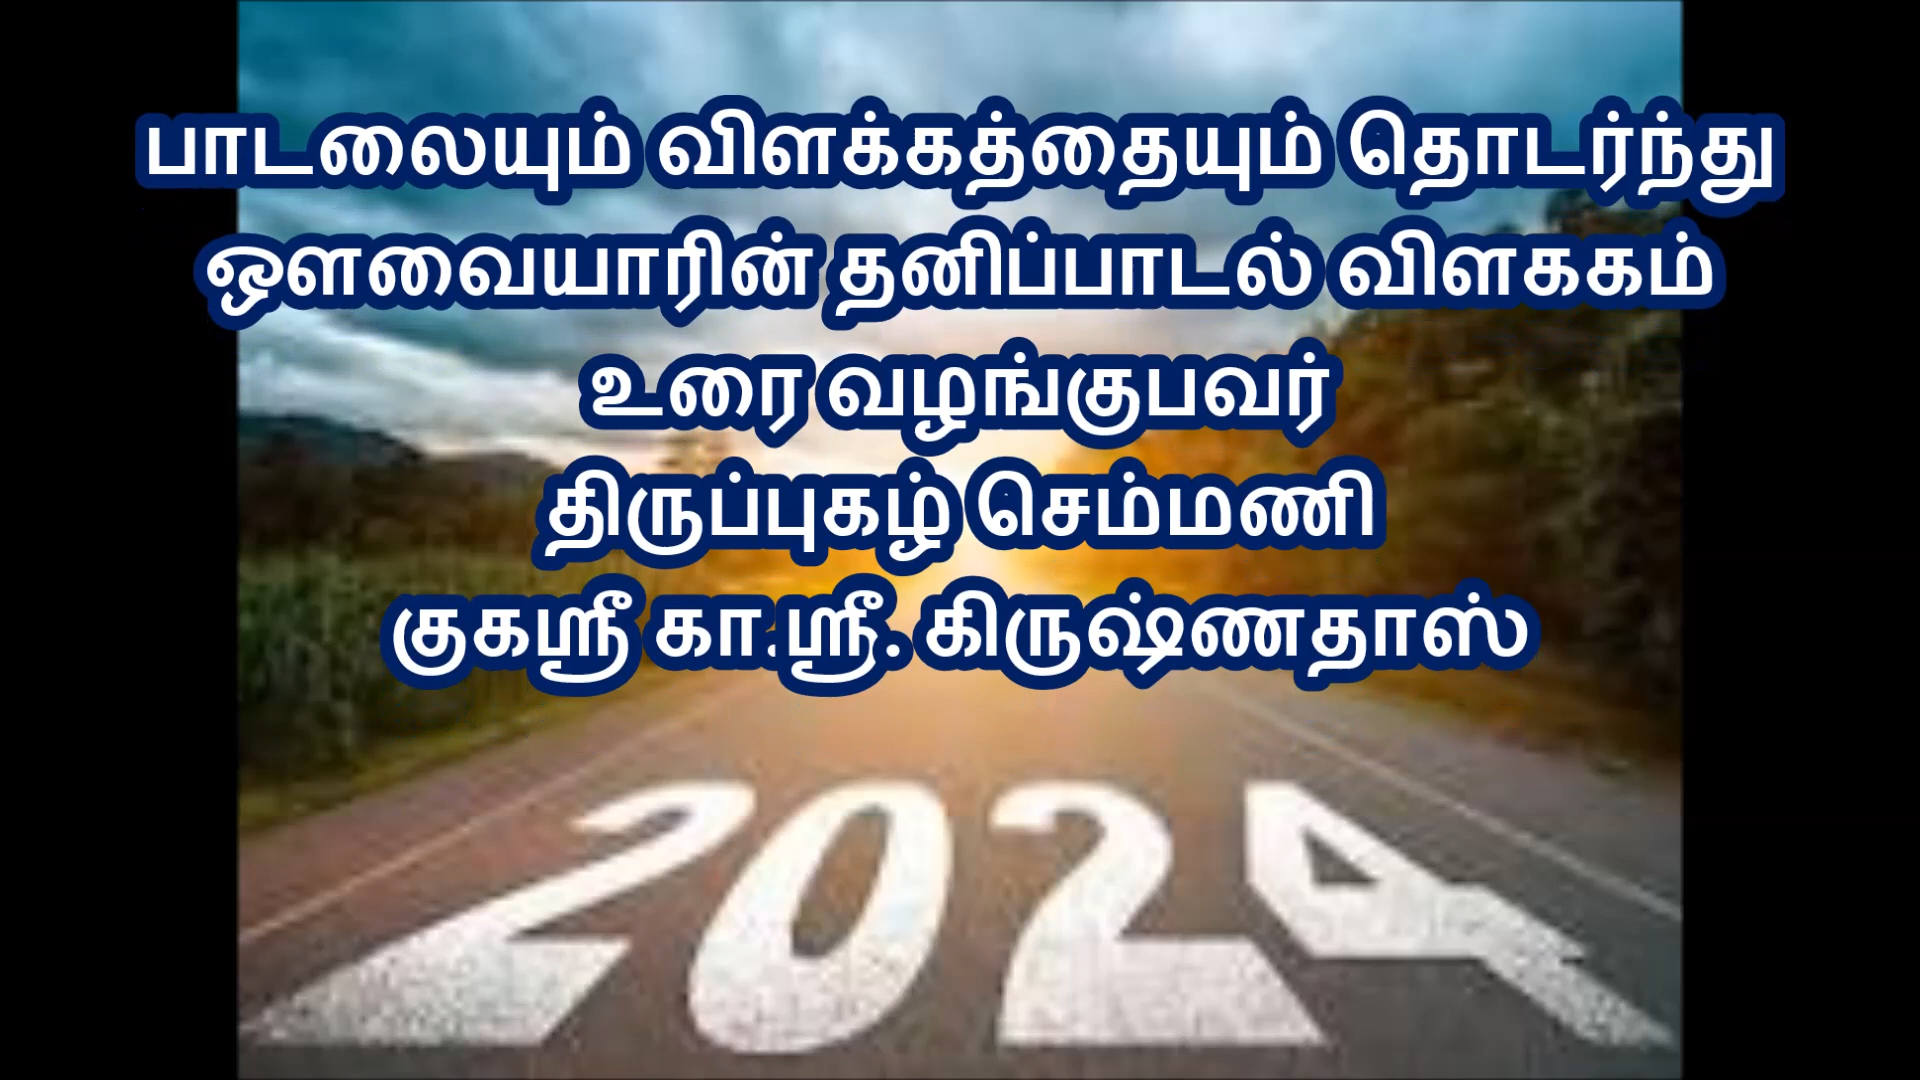 பாடலையும் விளக்கத்தையும் தொடர்ந்து
ஔவையாரின் தனிப்பாடல் விளககம்
உரை வழங்குபவர்
திருப்புகழ் செம்மணி
குகஸ்ரீ கா.ஸ்ரீ. கிருஷ்ணதாஸ்
2024